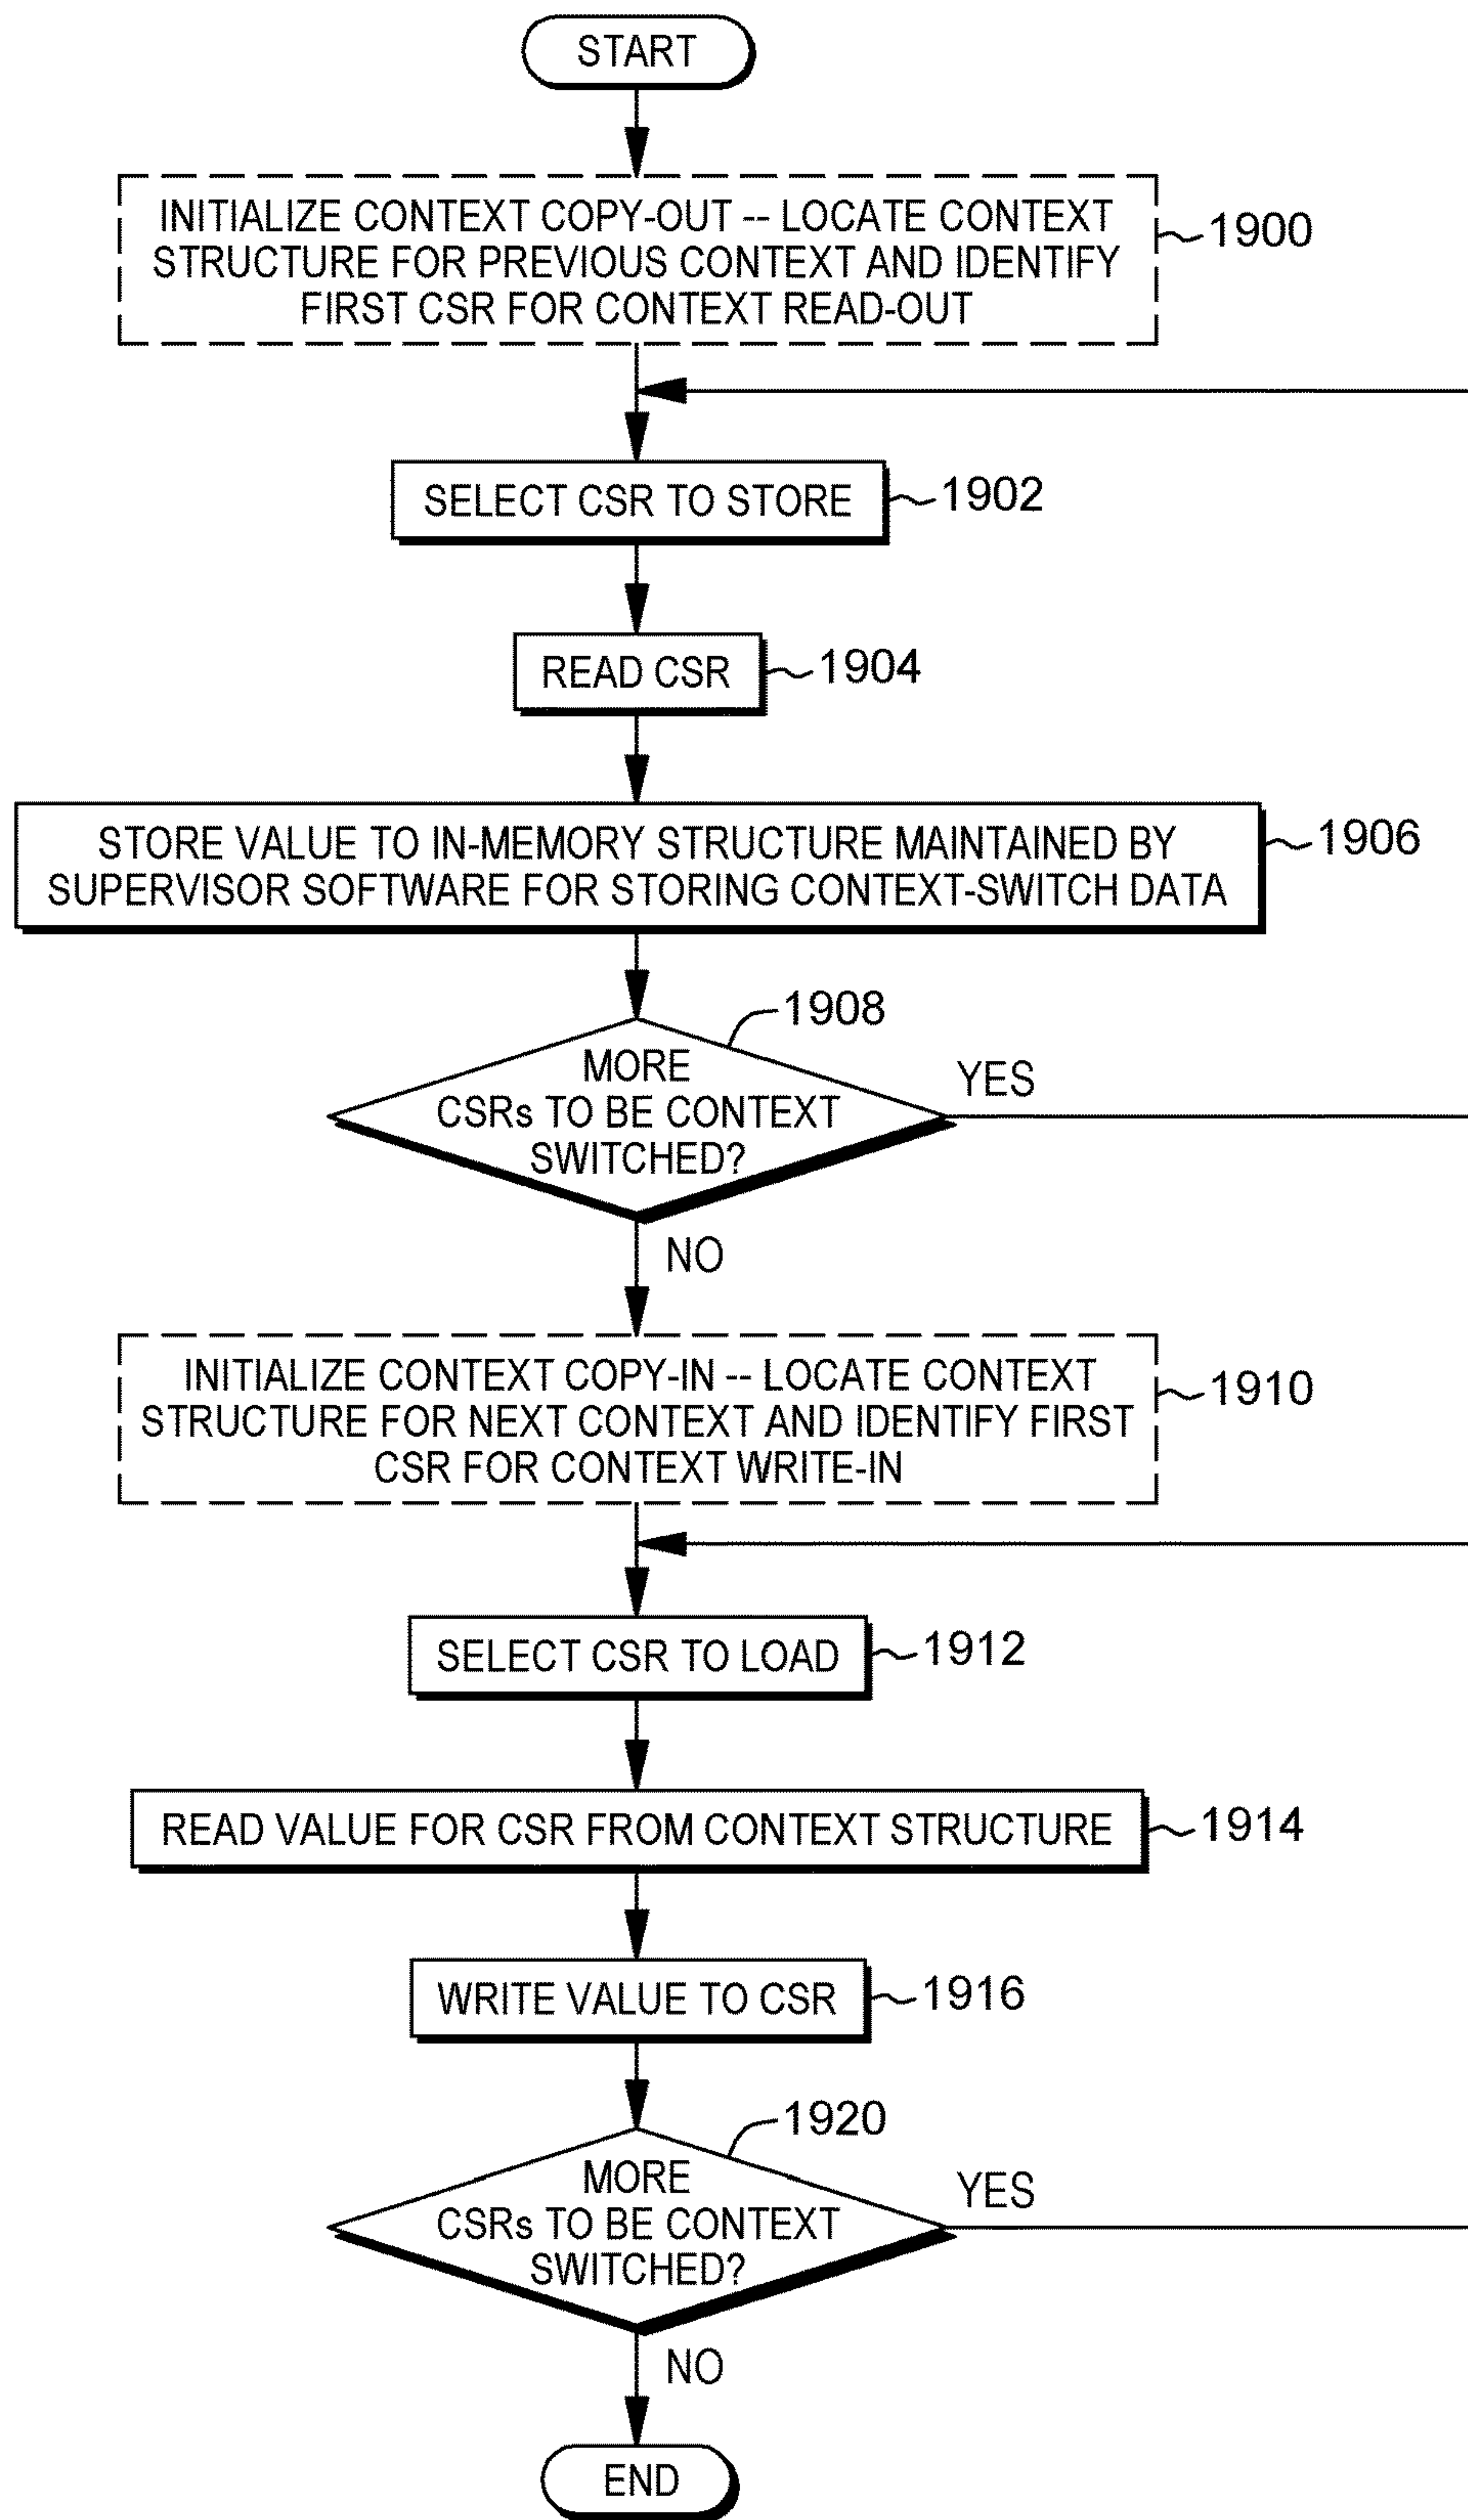 START
INITIALIZE CONTEXT COPY-OUT -- LOCATE CONTEXT
STRUCTURE FOR PREVIOUS CONTEXT AND IDENTIFY
FIRST CSR FOR CONTEXT READ-OUT
1900
SELECT CSR TO STORE
1902
READ CSR
1904
STORE VALUE TO IN-MEMORY STRUCTURE MAINTAINED BY
SUPERVISOR SOFTWARE FOR STORING CONTEXT-SWITCH DATA
1906
1908
MORE
CSRs TO BE CONTEXT
SWITCHED?
YES
NO
INITIALIZE CONTEXT COPY-IN -- LOCATE CONTEXT
STRUCTURE FOR NEXT CONTEXT AND IDENTIFY FIRST
CSR FOR CONTEXT WRITE-IN
1910
SELECT CSR TO LOAD
1912
READ VALUE FOR CSR FROM CONTEXT STRUCTURE
1914
WRITE VALUE TO CSR
1916
1920
MORE
CSRs TO BE CONTEXT
SWITCHED?
YES
NO
END